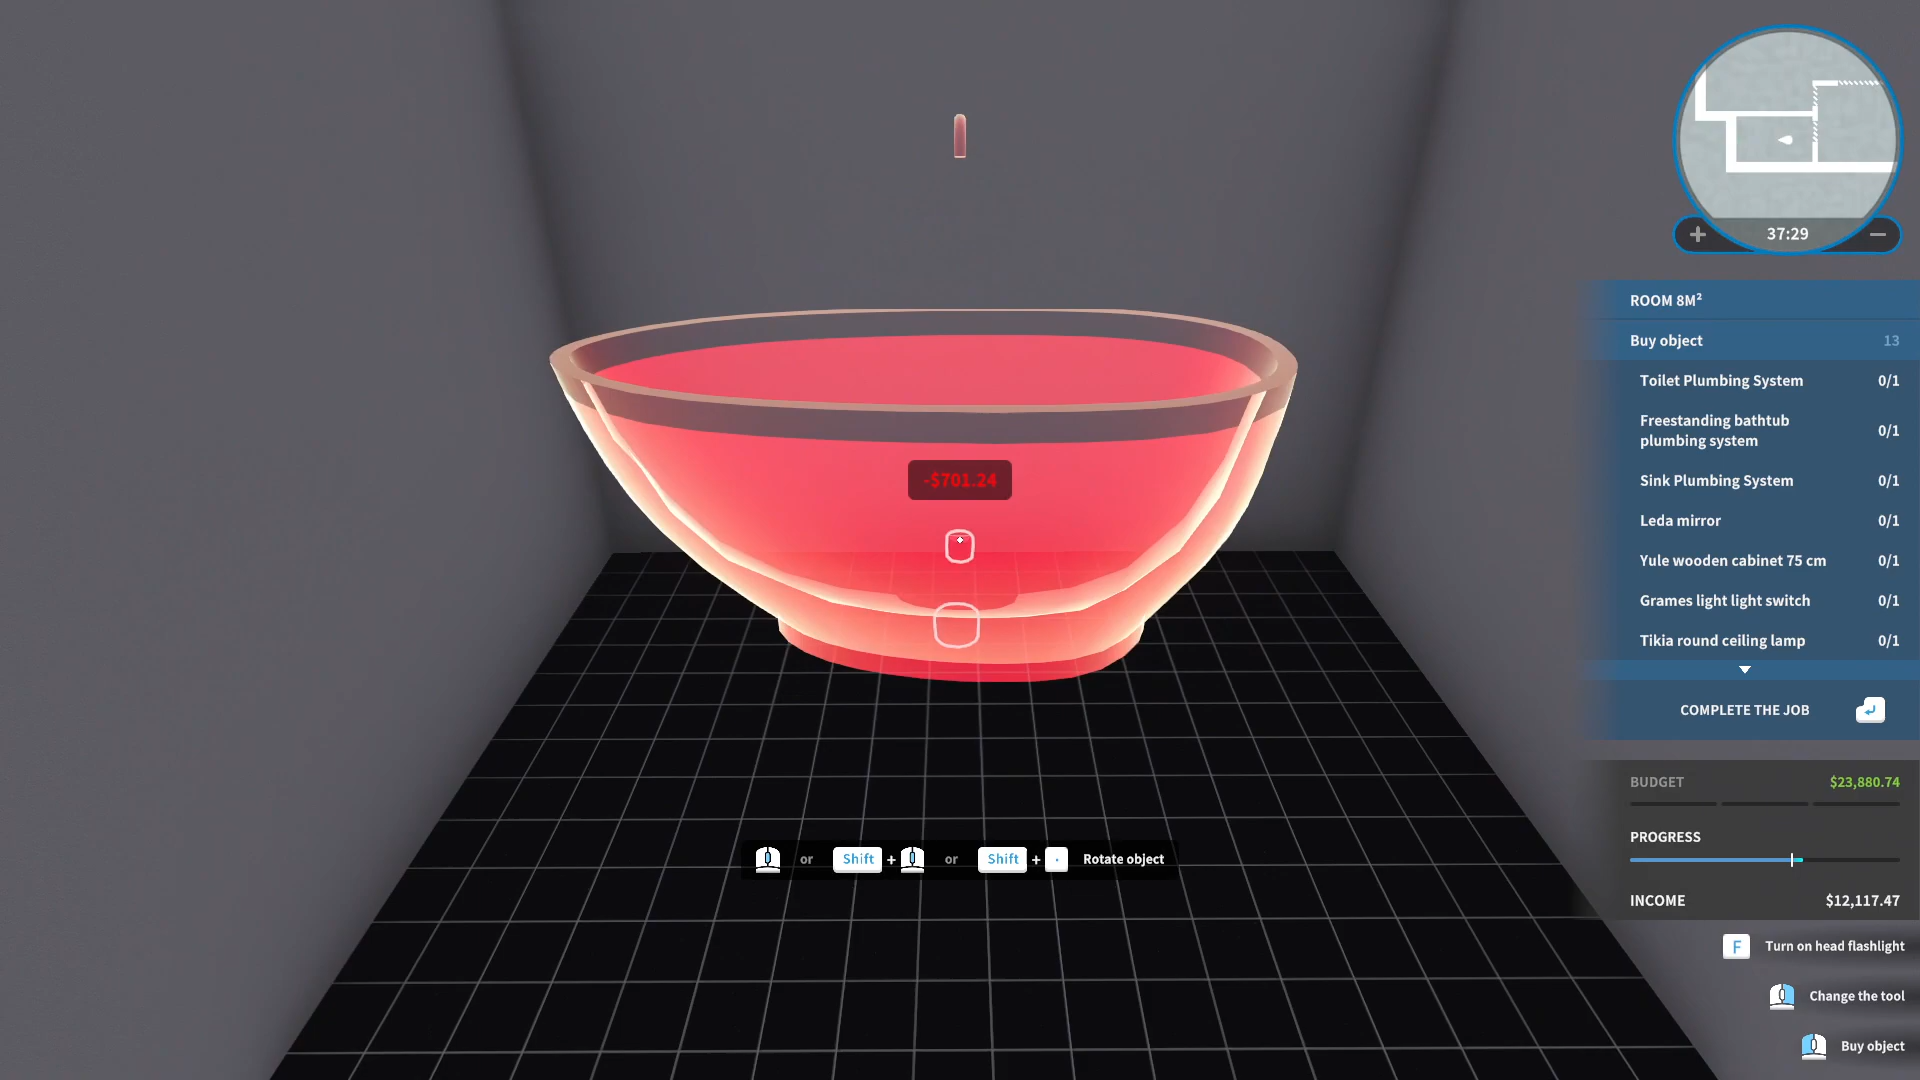 37:29
ROOM 8M²
Buy object 13
Toilet Plumbing System 0/1
Freestanding bathtub
plumbing system 0/1
Sink Plumbing System 0/1
Leda mirror 0/1
Yule wooden cabinet 75 cm 0/1
Grames light light switch 0/1
Tikia round ceiling lamp 0/1
COMPLETE THE JOB
-$701.24
BUDGET $23,880.74
PROGRESS
INCOME $12,117.47
or Shift + or Shift + · Rotate object
F Turn on head flashlight
Change the tool
Buy object